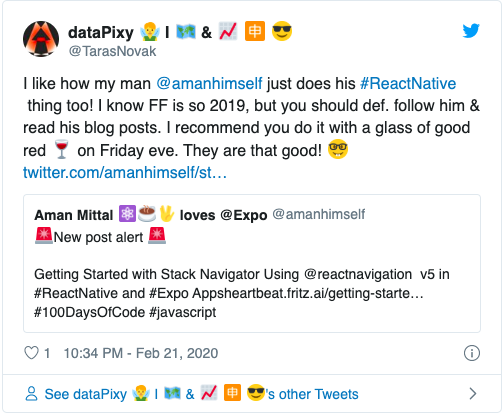 dataPixy 🤷‍♂️ I 🗺️ & 📈 🈸 😎
@TarasNovak
I like how my man @amanhimself just does his #ReactNative
thing too! I know FF is so 2019, but you should def. follow him &
read his blog posts. I recommend you do it with a glass of good
red 🍷 on Friday eve. They are that good! 🤓
twitter.com/amanhimself/st…
Aman Mittal ⚛️☕🖖 loves @Expo @amanhimself
🚨New post alert 🚨
Getting Started with Stack Navigator Using @reactnavigation v5 in
#ReactNative and #Expo Appsheartbeat.fritz.ai/getting-starte…
#100DaysOfCode #javascript
1 10:34 PM - Feb 21, 2020
See dataPixy 🤷‍♂️ I 🗺️ & 📈 🈸 😎's other Tweets